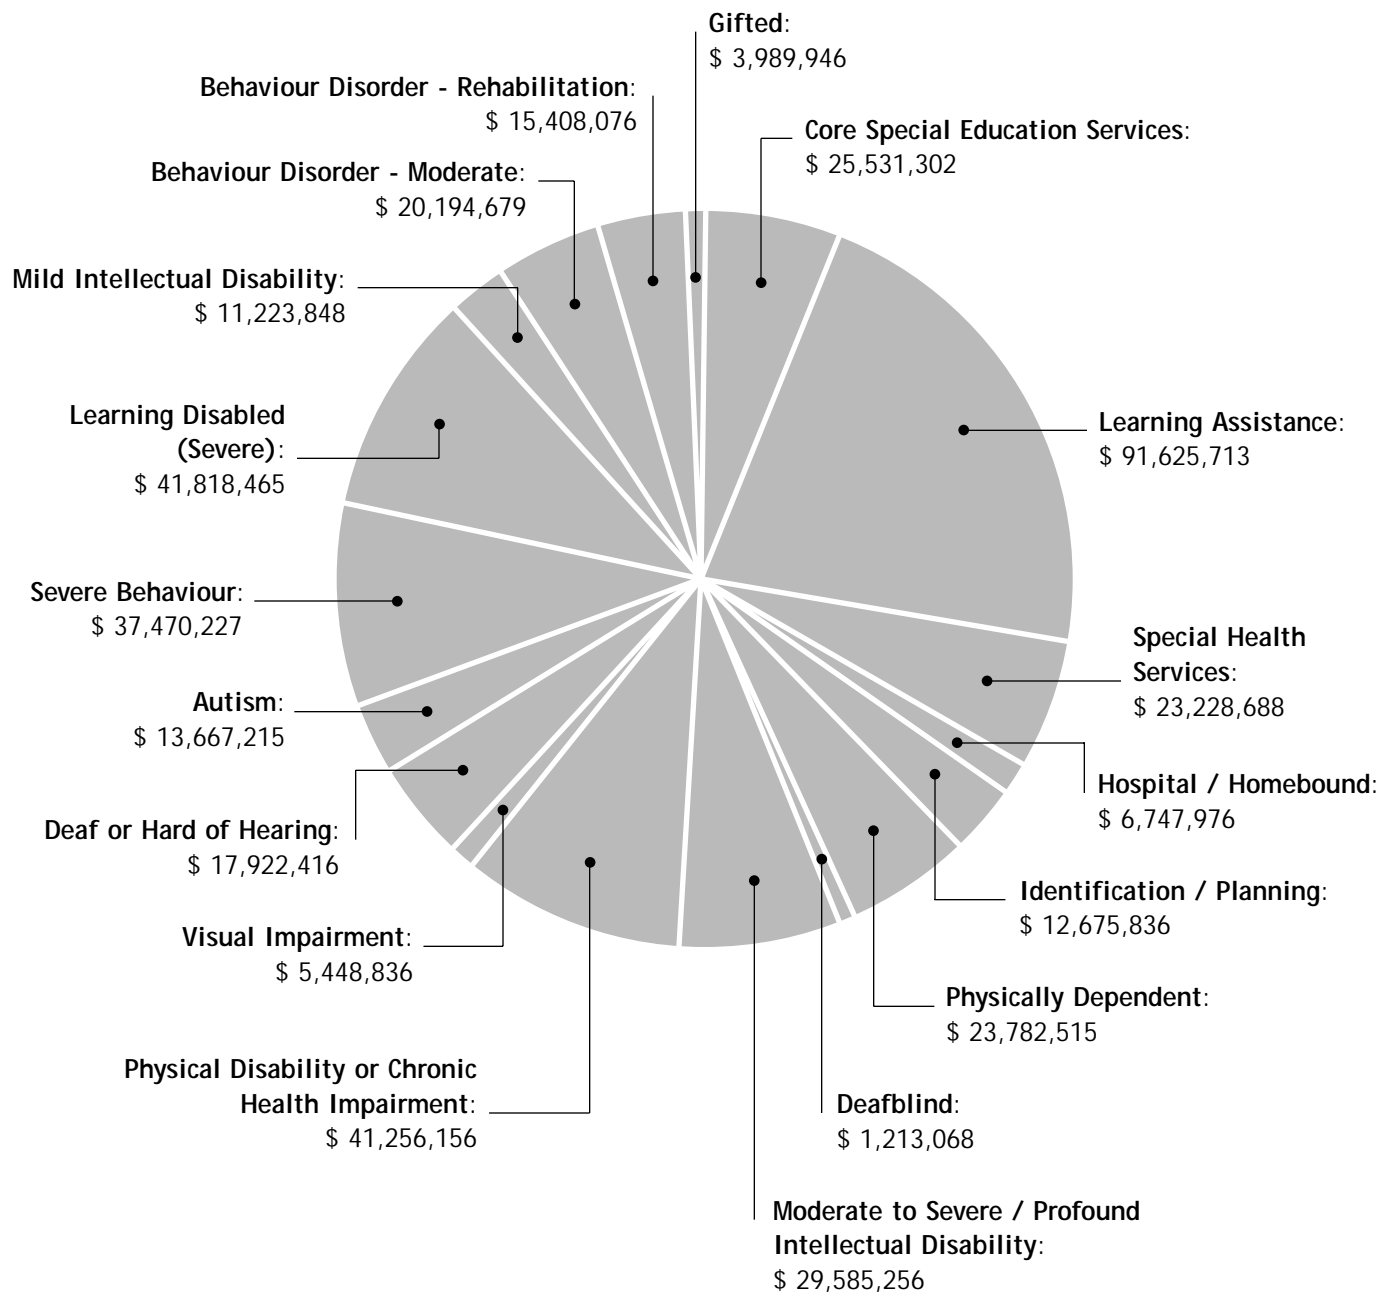 Gifted:
$ 3,989,946
Core Special Education Services:
$ 25,531,302
Learning Assistance:
$ 91,625,713
Special Health
Services:
$ 23,228,688
Hospital / Homebound:
$ 6,747,976
Identification / Planning:
$ 12,675,836
Physically Dependent:
$ 23,782,515
Deafblind:
$ 1,213,068
Moderate to Severe / Profound
Intellectual Disability:
$ 29,585,256
Physical Disability or Chronic
Health Impairment:
$ 41,256,156
Visual Impairment:
$ 5,448,836
Deaf or Hard of Hearing:
$ 17,922,416
Autism:
$ 13,667,215
Severe Behaviour:
$ 37,470,227
Learning Disabled
(Severe):
$ 41,818,465
Mild Intellectual Disability:
$ 11,223,848
Behaviour Disorder - Moderate:
$ 20,194,679
Behaviour Disorder - Rehabilitation:
$ 15,408,076